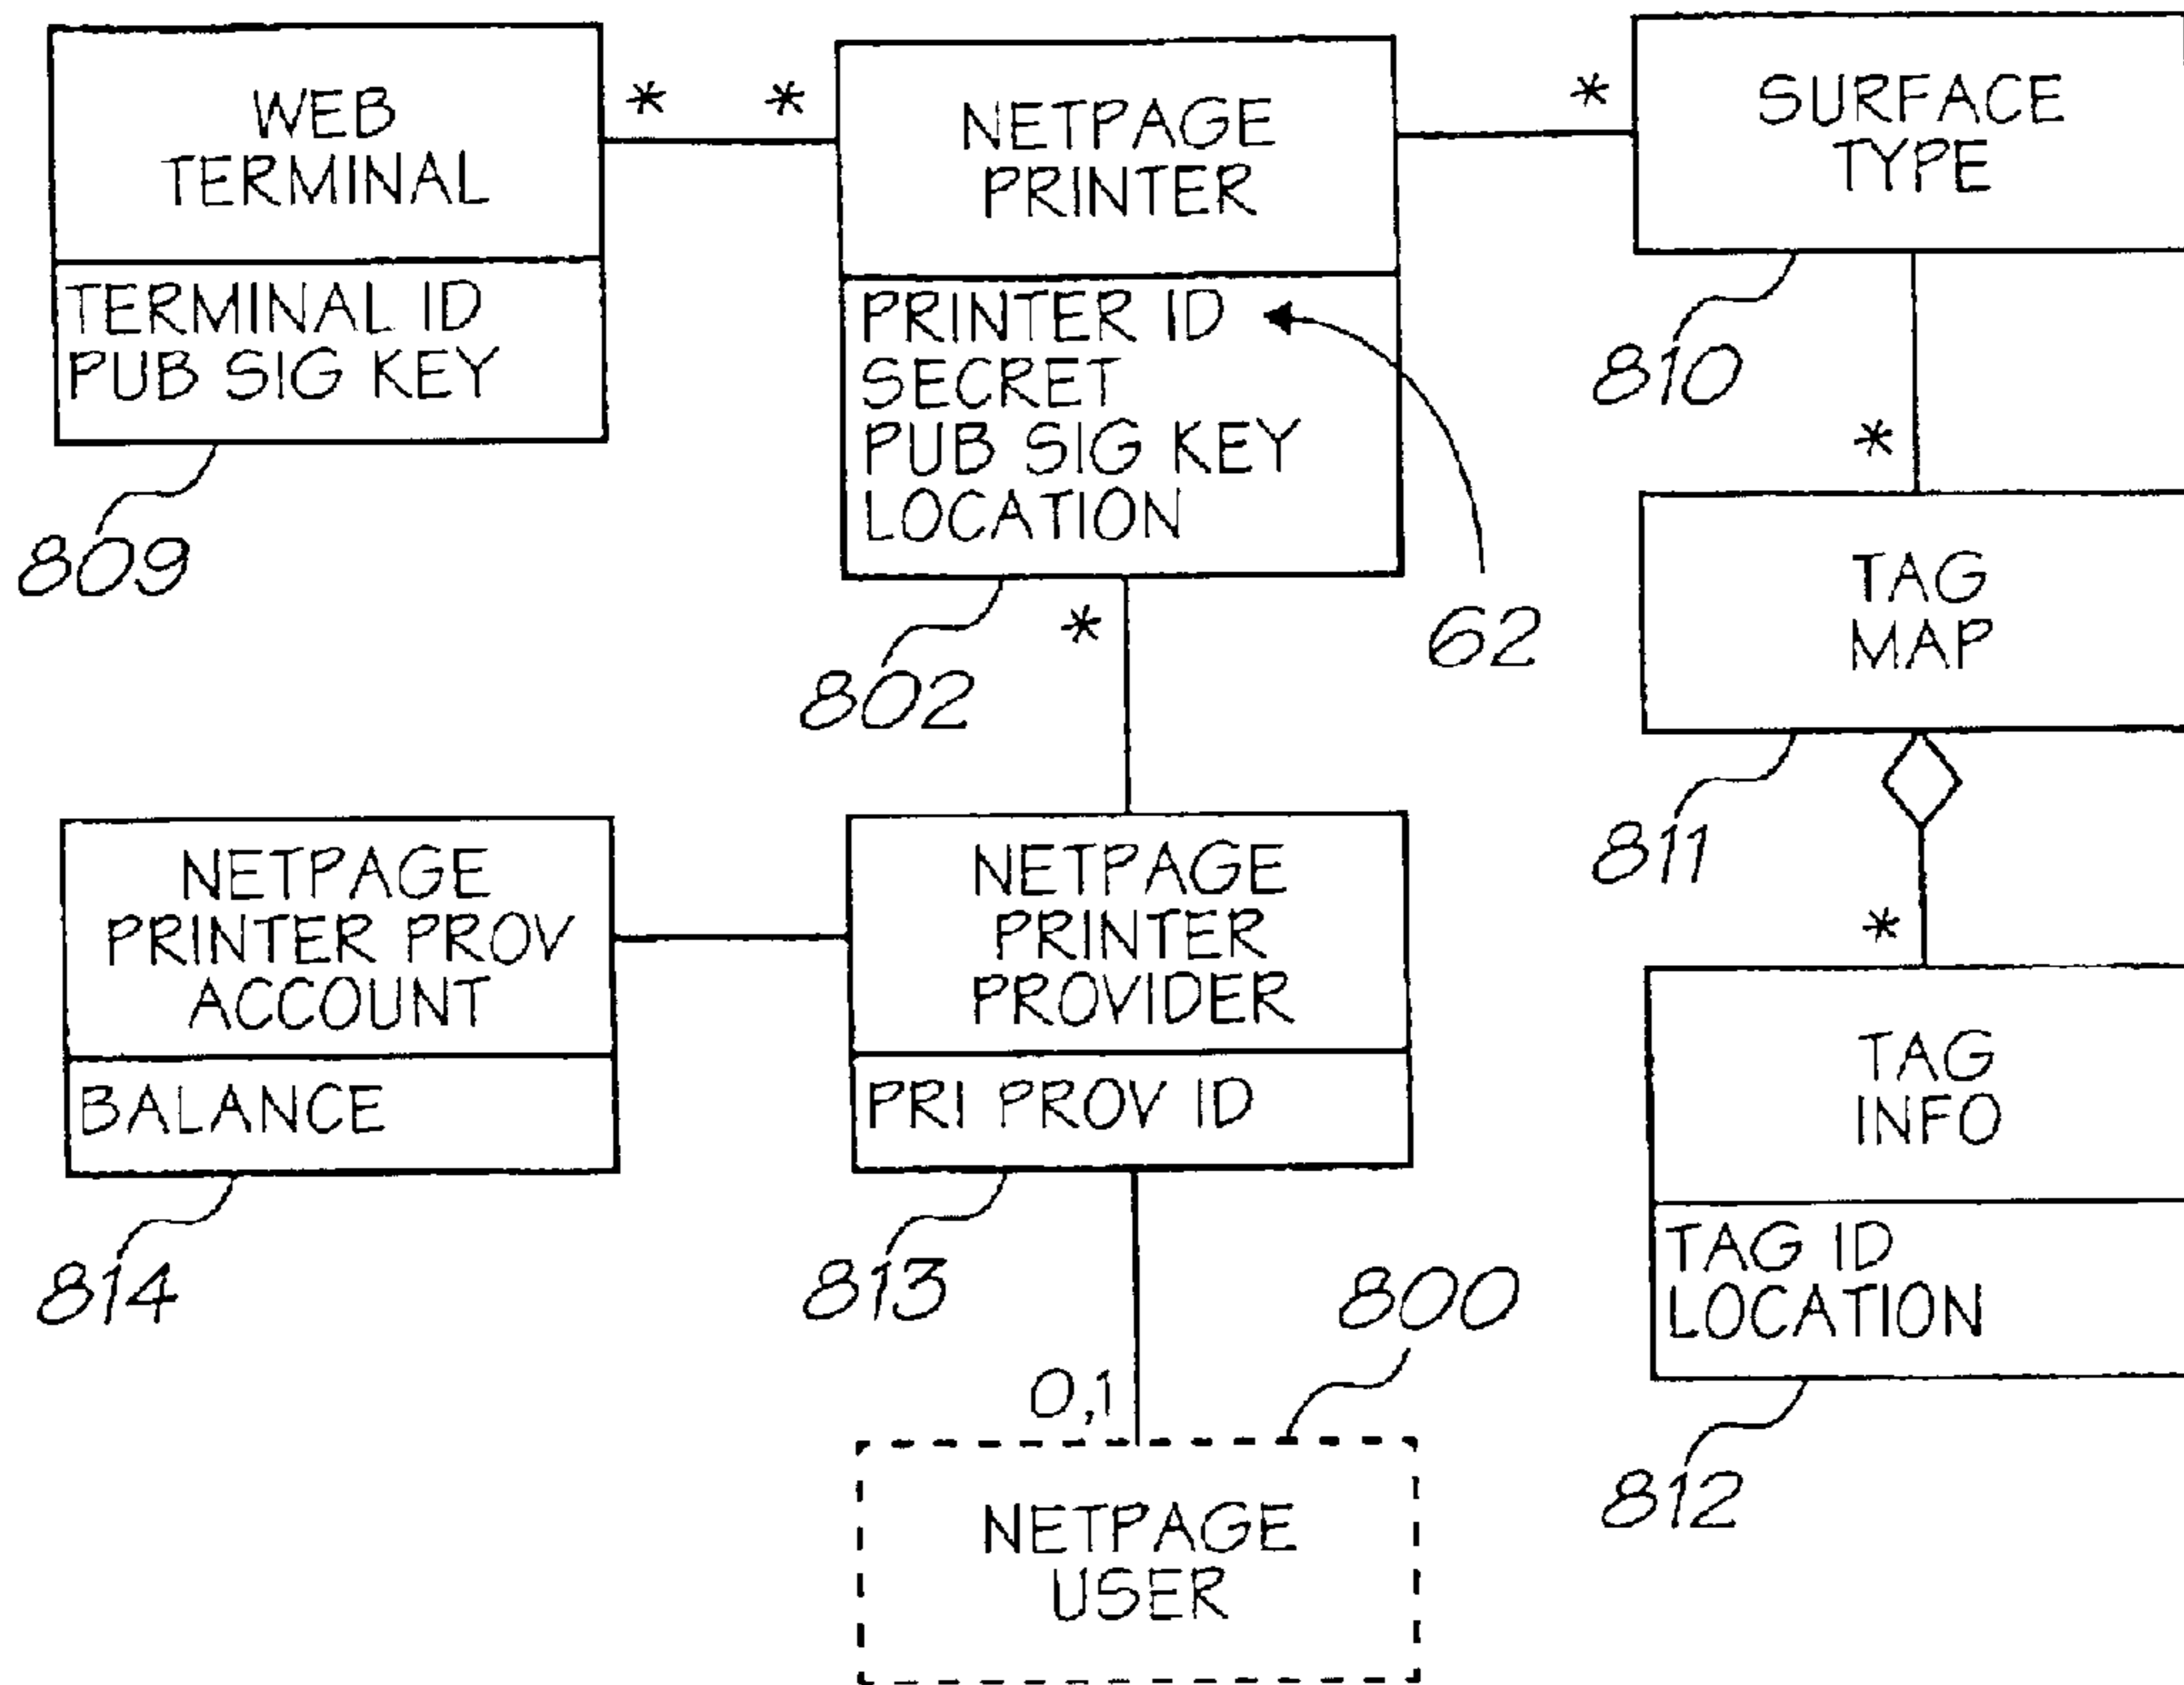 WEB
TERMINAL
TERMINAL ID
PUB SIG KEY
809
*
*
NETPAGE
PRINTER
PRINTER ID
SECRET
PUB SIG KEY
LOCATION
62
802
*
*
SURFACE
TYPE
810
*
TAG
MAP
811
*
TAG
INFO
TAG ID
LOCATION
812
NETPAGE
PRINTER PROV
ACCOUNT
BALANCE
814
NETPAGE
PRINTER
PROVIDER
PRI PROV ID
813
0,1
800
NETPAGE
USER